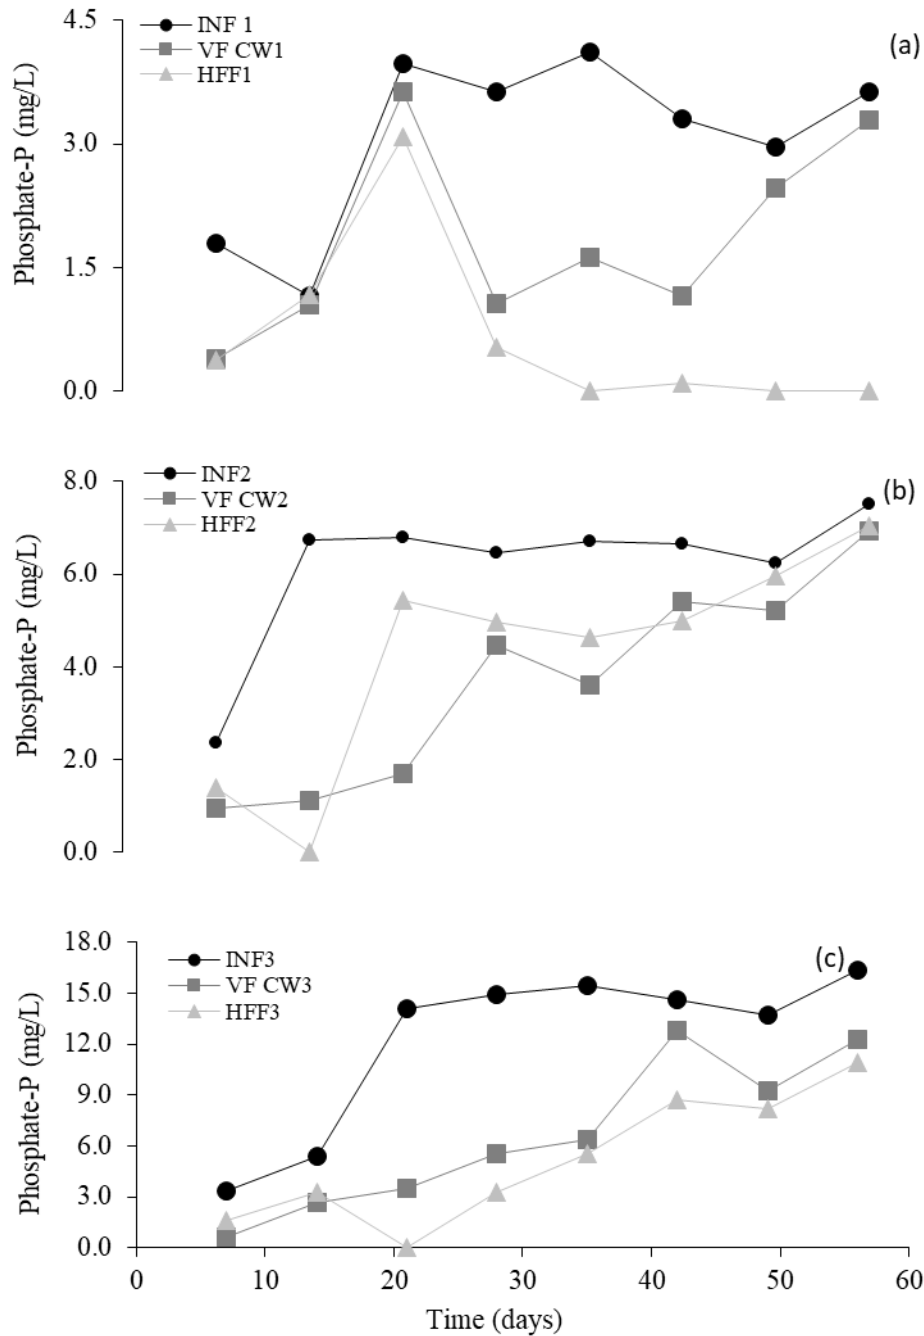 INF 1
VF CW1
HFF1
(a)
Phosphate-P (mg/L)
4.5
3.0
1.5
0.0
INF2
VF CW2
HFF2
(b)
Phosphate-P (mg/L)
8.0
6.0
4.0
2.0
0.0
INF3
VF CW3
HFF3
(c)
Phosphate-P (mg/L)
18.0
15.0
12.0
9.0
6.0
3.0
0.0
0 10 20 30 40 50 60
Time (days)